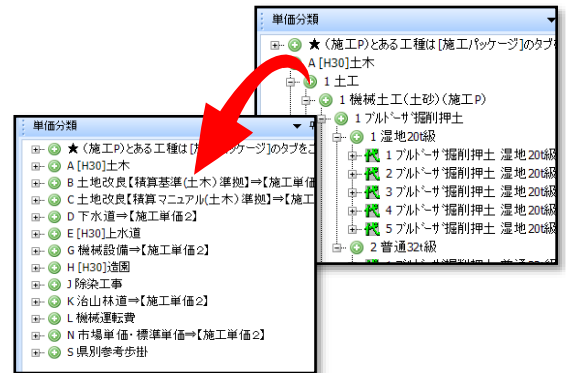 単価分類
★ (施工P)とある工種は[施工パッケージ]のタブを
A [H30]土木
1 土工
1 機械土工(土砂)(施工P)
1 ブルドーザ掘削押土
1 湿地20t級
1 ブルドーザ掘削押土 湿地20t級
2 ブルドーザ掘削押土 湿地20t級
3 ブルドーザ掘削押土 湿地20t級
4 ブルドーザ掘削押土 湿地20t級
5 ブルドーザ掘削押土 湿地20t級
2 普通32t級
単価分類
★ (施工P)とある工種は[施 ッケージ]のタブをこ
A [H30]土木
B 土地改良【積算基準(土木)準拠】⇒【施工単価
C 土地改良【積算マニュアル(土木)準拠】⇒【施工
D 下水道⇒【施工単価2】
E [H30]上水道
G 機械設備⇒【施工単価2】
H [H30]造園
J 除染工事
K 治山林道⇒【施工単価2】
L 機械運転費
N 市場単価・標準単価⇒【施工単価2】
S 県別参考歩掛